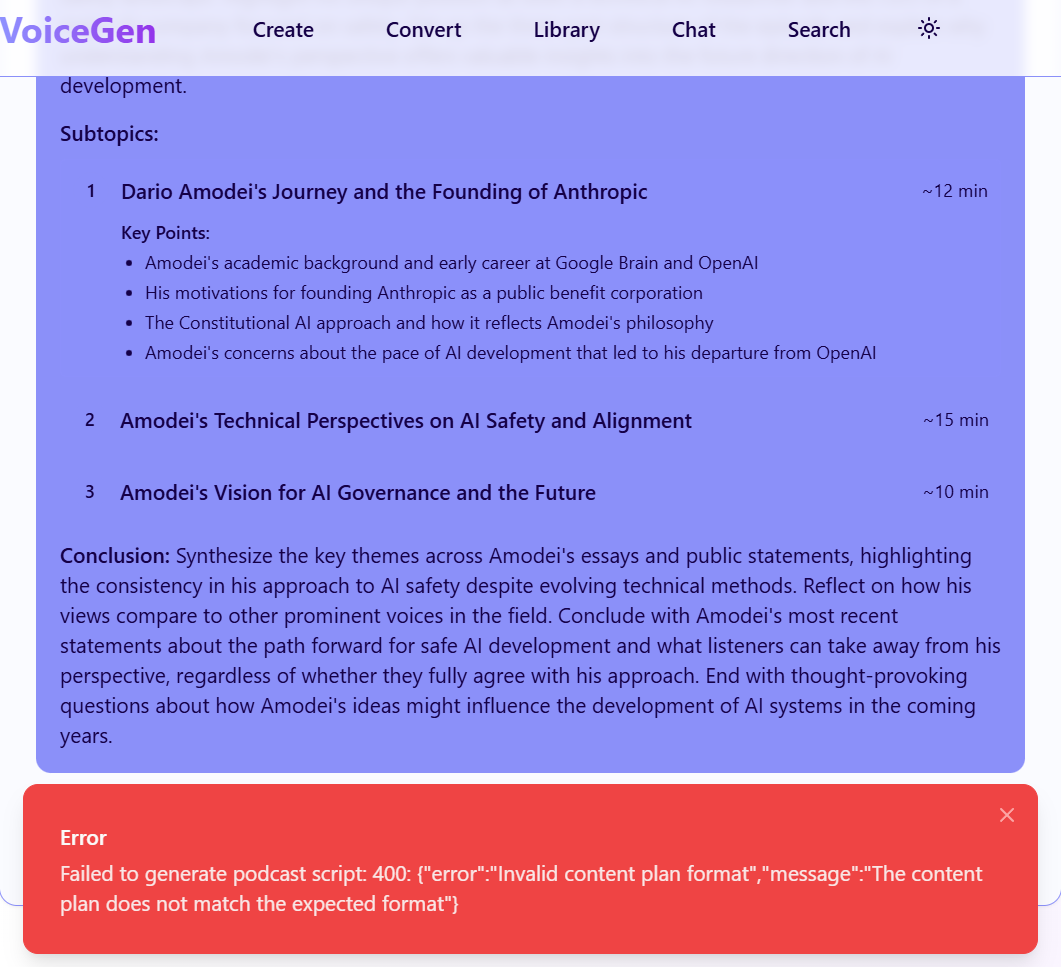 VoiceGen
Create
Convert
Library
Chat
Search
development.
Subtopics:
1 Dario Amodei's Journey and the Founding of Anthropic ~12 min
Key Points:
• Amodei's academic background and early career at Google Brain and OpenAI
• His motivations for founding Anthropic as a public benefit corporation
• The Constitutional AI approach and how it reflects Amodei's philosophy
• Amodei's concerns about the pace of AI development that led to his departure from OpenAI
2 Amodei's Technical Perspectives on AI Safety and Alignment ~15 min
3 Amodei's Vision for AI Governance and the Future ~10 min
Conclusion: Synthesize the key themes across Amodei's essays and public statements, highlighting
the consistency in his approach to AI safety despite evolving technical methods. Reflect on how his
views compare to other prominent voices in the field. Conclude with Amodei's most recent
statements about the path forward for safe AI development and what listeners can take away from his
perspective, regardless of whether they fully agree with his approach. End with thought-provoking
questions about how Amodei's ideas might influence the development of AI systems in the coming
years.
Error
Failed to generate podcast script: 400: {"error":"Invalid content plan format","message":"The content
plan does not match the expected format"}